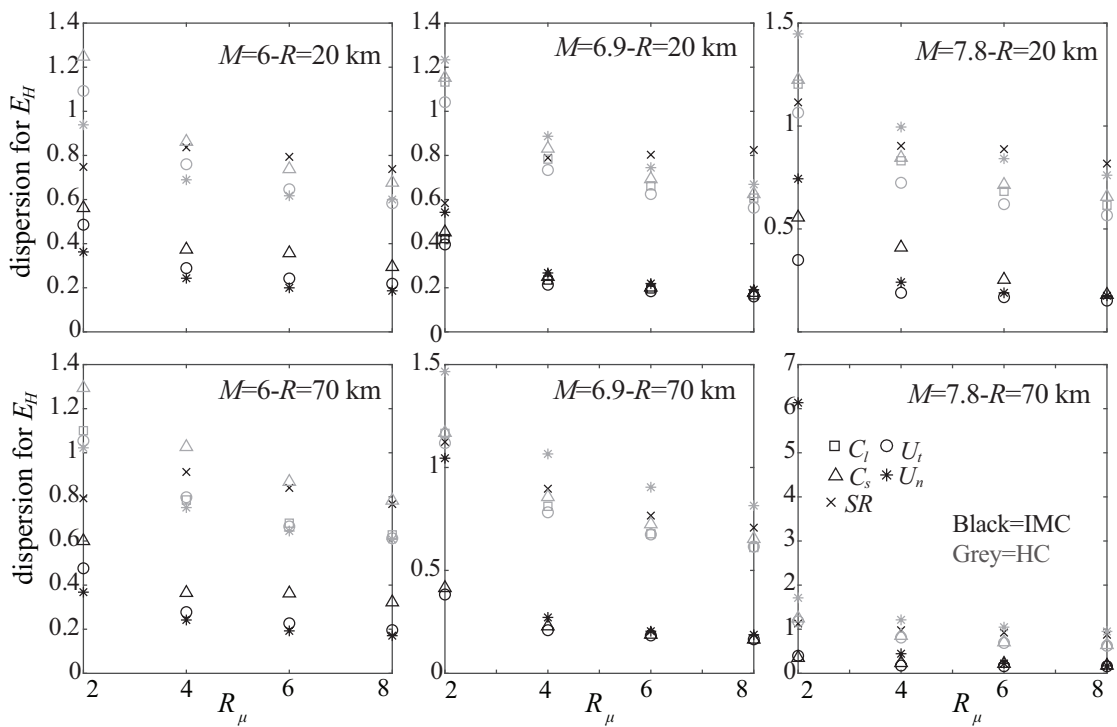 dispersion for E_H
1.4
1.2
1
0.8
0.6
0.4
0.2
0
M=6-R=20 km
1.4
1.2
1
0.8
0.6
0.4
0.2
0
M=6.9-R=20 km
1.5
1
0.5
M=7.8-R=20 km
dispersion for E_H
1.4
1.2
1
0.8
0.6
0.4
0.2
0
M=6-R=70 km
2 4 6 8
R_μ
1.5
1
0.5
0
M=6.9-R=70 km
2 4 6 8
R_μ
7
6
5
4
3
2
1
0
M=7.8-R=70 km
C_l U_t
C_s U_n
SR
Black=IMC
Grey=HC
2 4 6 8
R_μ